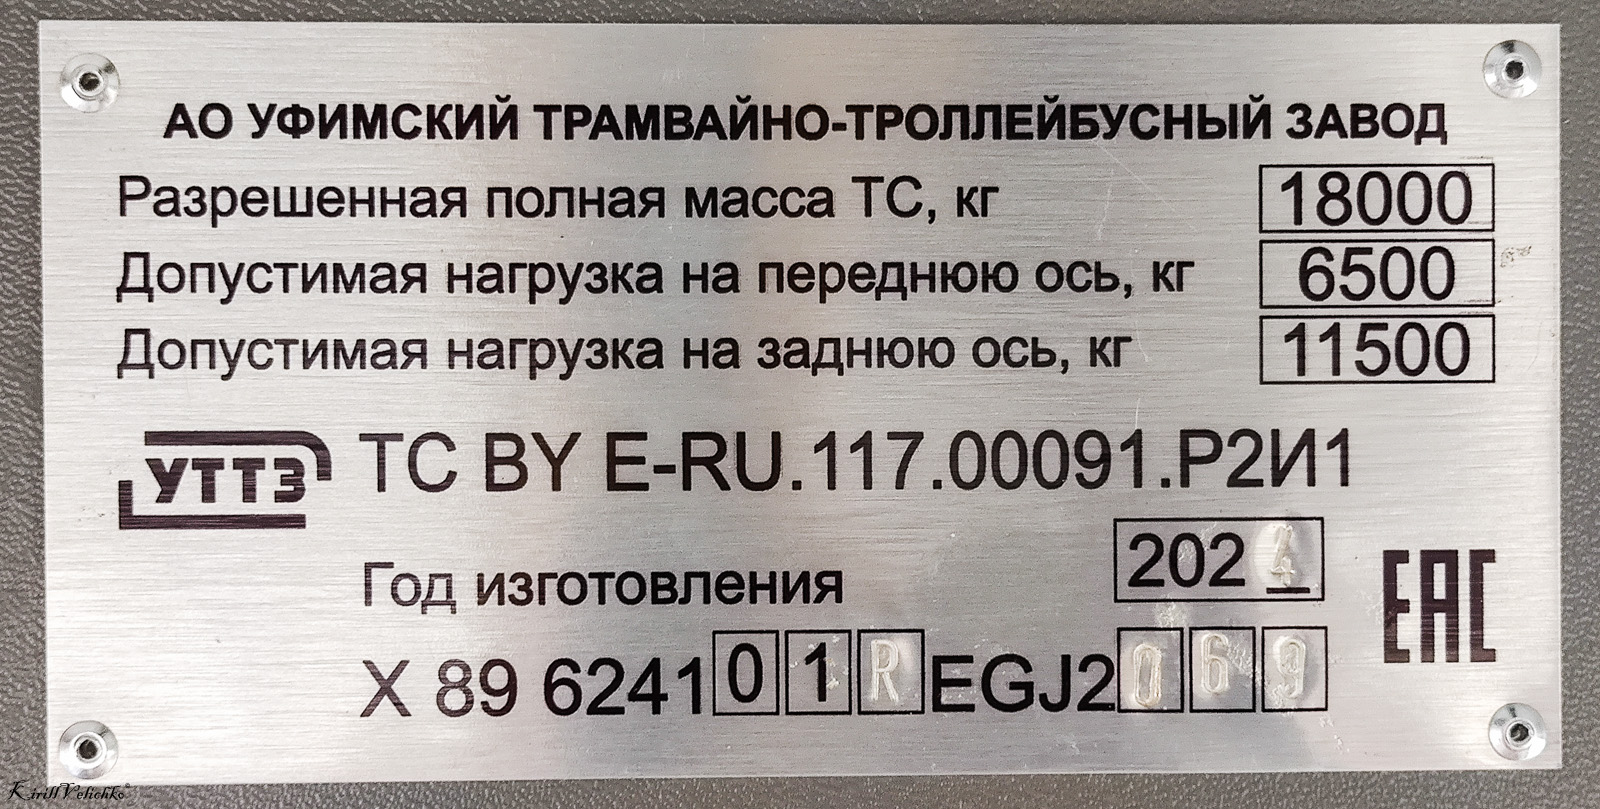 АО УФИМСКИЙ ТРАМВАЙНО-ТРОЛЛЕЙБУСНЫЙ ЗАВОД
Разрешенная полная масса ТС, кг 18000
Допустимая нагрузка на переднюю ось, кг 6500
Допустимая нагрузка на заднюю ось, кг 11500
УТТЗ ТС BY E-RU.117.00091.Р2И1
Год изготовления 2024
EAC
X 89 624101REGJ2069
Kirill Velichko